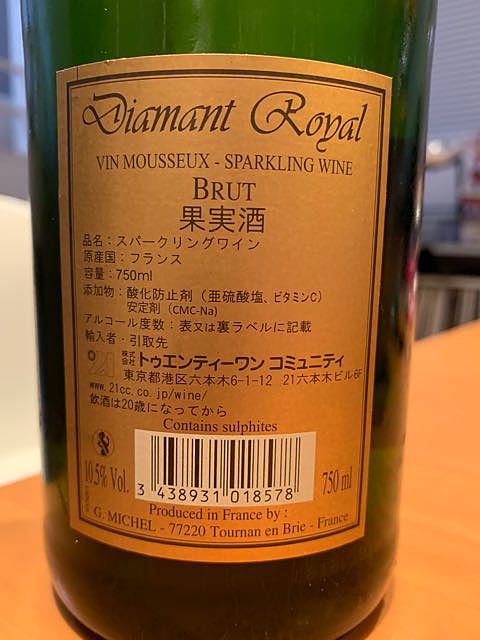 Diamant Royal
VIN MOUSSEUX - SPARKLING WINE
BRUT
果実酒
品名：スパークリングワイン
原産国：フランス
容量：750ml
添加物：酸化防止剤（亜硫酸塩、ビタミンC）
安定剤（CMC-Na）
アルコール度数：表又は裏ラベルに記載
輸入者・引取先
21 株式会社 トゥエンティーワン コミュニティ
東京都港区六本木6-1-12 21六本木ビル6F
www.21cc.co.jp/wine/
飲酒は20歳になってから
Contains sulphites
10.5% Vol.
3 438931 018578
750 ml
Produced in France by :
G. MICHEL - 77220 Tournan en Brie - France